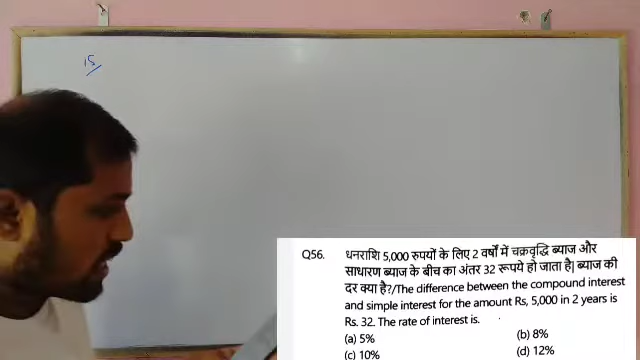 15
Q56. धनराशि 5,000 रुपयों के लिए 2 वर्षों में चक्रवृद्धि ब्याज और
साधारण ब्याज के बीच का अंतर 32 रूपये हो जाता है। ब्याज की
दर क्या है?/The difference between the compound interest
and simple interest for the amount Rs, 5,000 in 2 years is
Rs. 32. The rate of interest is.
(a) 5% (b) 8%
(c) 10% (d) 12%